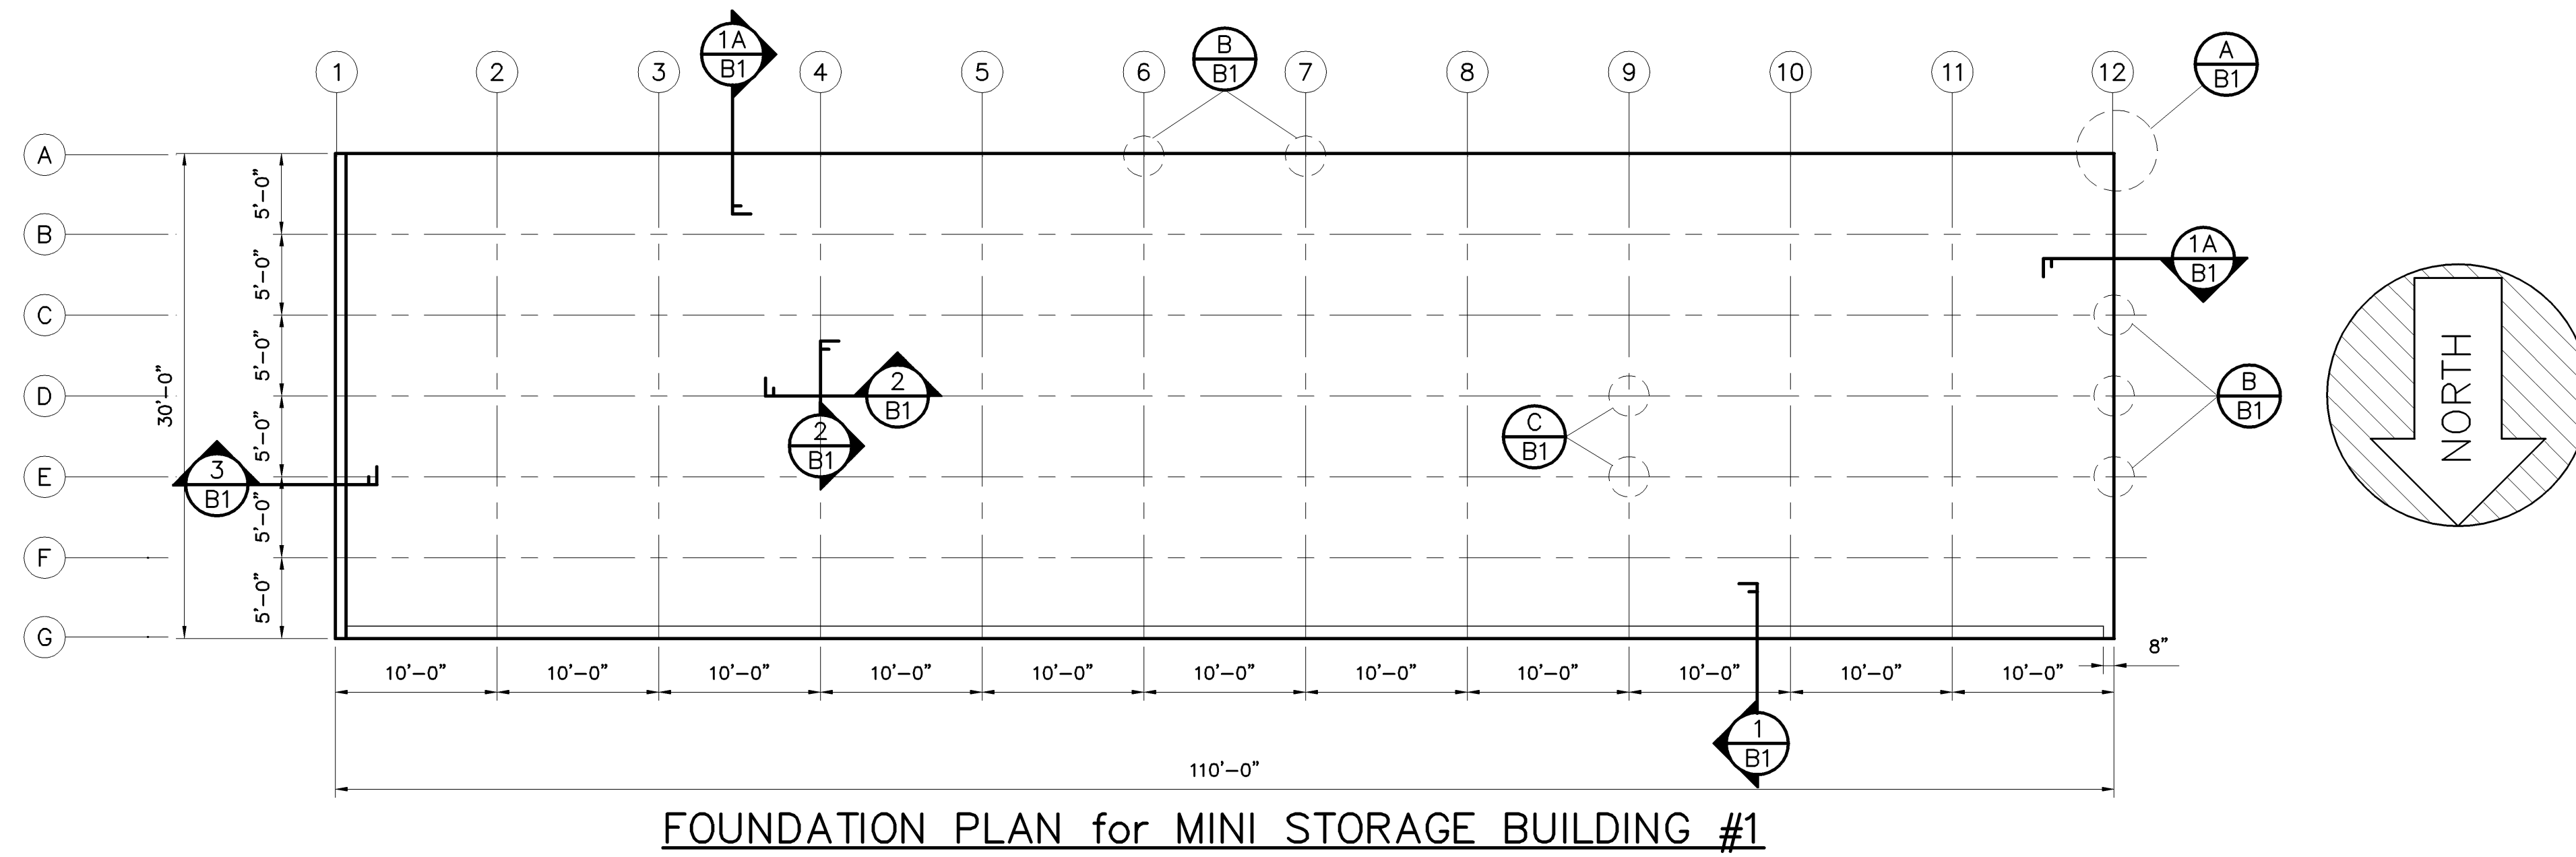 1A
B1
B
B1
A
B1
1 2 3 4 5 6 7 8 9 10 11 12
A
B
C
D
E
F
G
5'-0"
5'-0"
5'-0"
5'-0"
5'-0"
5'-0"
30'-0"
1A
B1
2
B1
2
B1
C
B1
B
B1
3
B1
NORTH
8"
10'-0" 10'-0" 10'-0" 10'-0" 10'-0" 10'-0" 10'-0" 10'-0" 10'-0" 10'-0" 10'-0"
1
B1
110'-0"
FOUNDATION PLAN for MINI STORAGE BUILDING #1